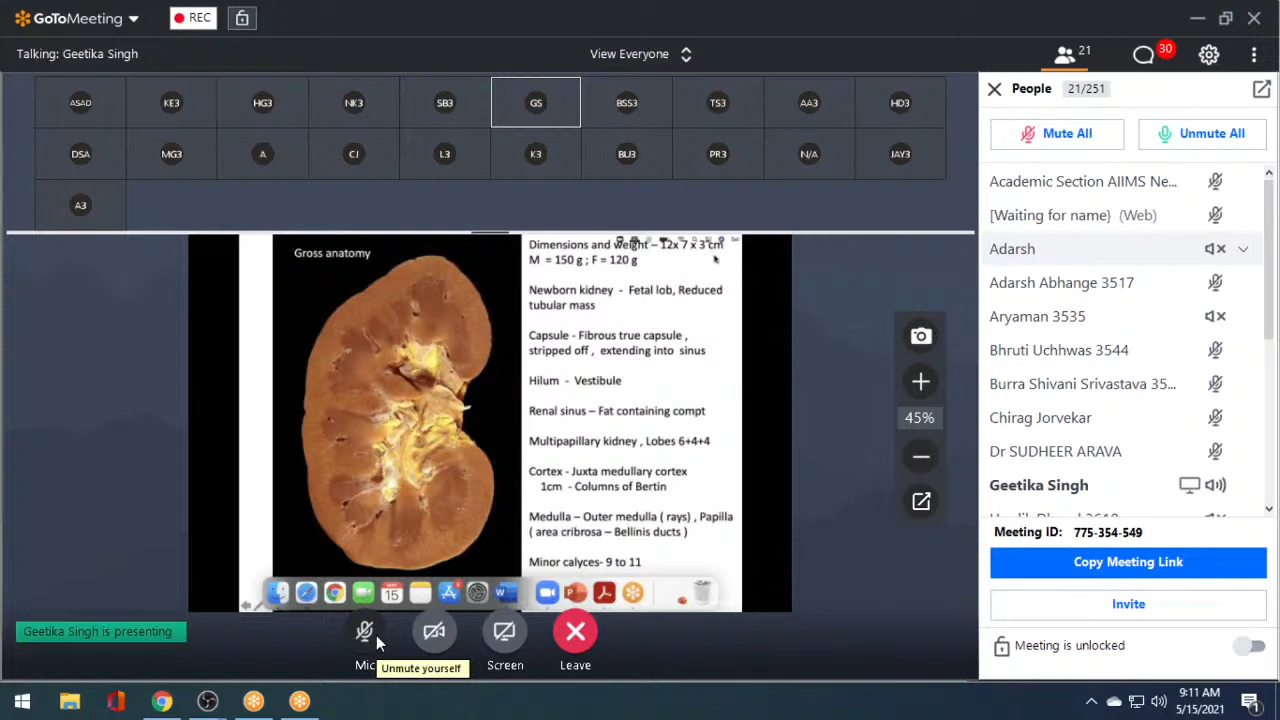 GoToMeeting
REC
Talking: Geetika Singh
View Everyone
21
30
ASAD
KE3
HG3
NK3
SB3
GS
BSS3
TS3
AA3
HD3
DSA
MG3
A
CJ
L3
K3
BU3
PR3
N/A
JAY3
A3
People
21/251
Mute All
Unmute All
Academic Section AIIMS Ne...
[Waiting for name} (Web)
Adarsh
Adarsh Abhange 3517
Aryaman 3535
Bhruti Uchhwas 3544
Burra Shivani Srivastava 35...
Chirag Jorvekar
Dr SUDHEER ARAVA
Geetika Singh
Meeting ID: 775-354-549
Copy Meeting Link
Invite
Meeting is unlocked
Gross anatomy
Dimensions and weight – 12x 7 x 3 cm
M = 150 g ; F = 120 g
Newborn kidney - Fetal lob, Reduced
tubular mass
Capsule - Fibrous true capsule ,
stripped off , extending into sinus
Hilum - Vestibule
Renal sinus – Fat containing compt
Multipapillary kidney , Lobes 6+4+4
Cortex - Juxta medullary cortex
1cm - Columns of Bertin
Medulla – Outer medulla ( rays) , Papilla
( area cribrosa – Bellinis ducts )
Minor calyces- 9 to 11
15
45%
Geetika Singh is presenting
Mic
Unmute yourself
Screen
Leave
9:11 AM
5/15/2021
1